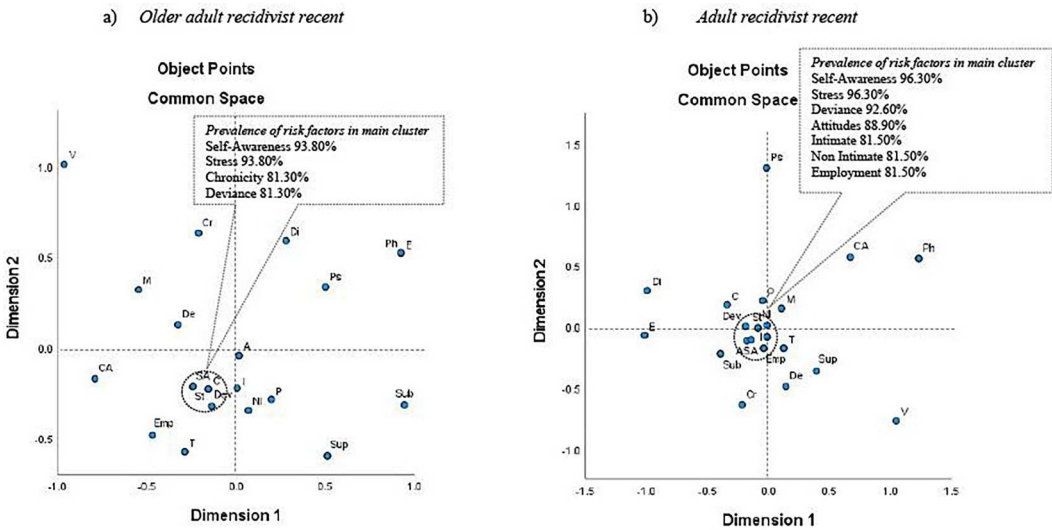 a) Older adult recidivist recent
Object Points
Common Space
Prevalence of risk factors in main cluster
Self-Awareness 93.80%
Stress 93.80%
Chronicity 81.30%
Deviance 81.30%
Dimension 2
1.0
0.5
0.0
-0.5
V
Cr
Di
Ph E
Ps
M
De
A
CA
SA
C
I
St
Dev
NI
P
Sub
Emp
T
Sup
-1.0
-0.5
0.0
0.5
1.0
Dimension 1
b) Adult recidivist recent
Object Points
Common Space
Prevalence of risk factors in main cluster
Self-Awareness 96.30%
Stress 96.30%
Deviance 92.60%
Attitudes 88.90%
Intimate 81.50%
Non Intimate 81.50%
Employment 81.50%
Dimension 2
1.5
1.0
0.5
0.0
-0.5
-1.0
Ps
CA
Ph
Di
C
M
Dev
St
NI
E
I
T
ASA
Emp
Sub
Sup
De
Cr
V
-1.5
-1.0
-0.5
0.0
0.5
1.0
1.5
Dimension 1